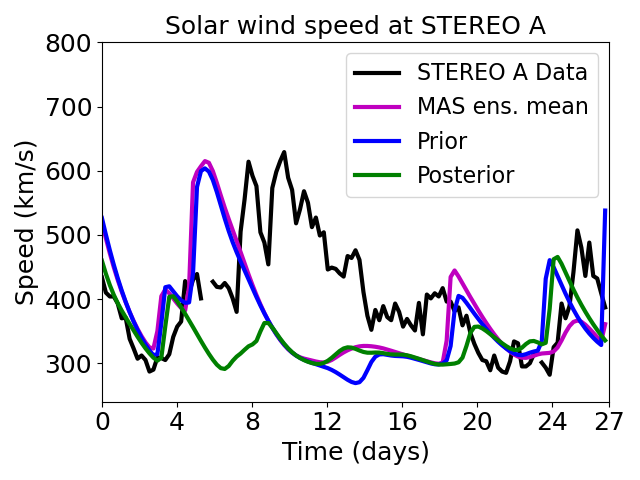 Solar wind speed at STEREO A
800
700
600
500
400
300
Speed (km/s)
STEREO A Data
MAS ens. mean
Prior
Posterior
0 4 8 12 16 20 24 27
Time (days)